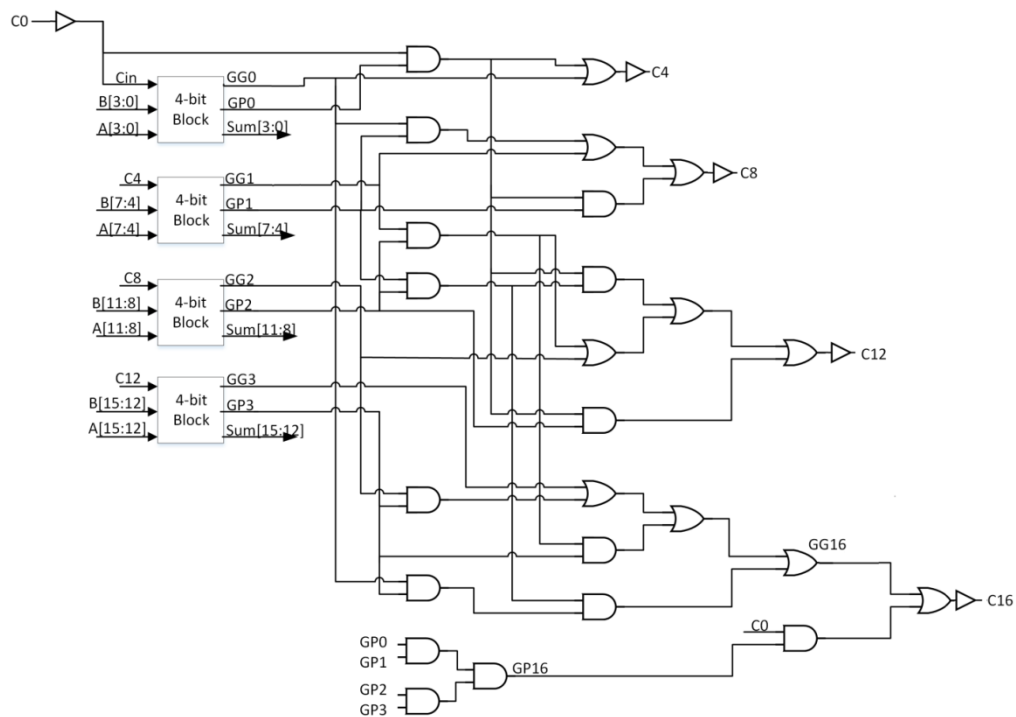 C0
C4
Cin
GG0
B[3:0]
GP0
A[3:0]
Sum[3:0]
4-bit
Block
C8
C4
GG1
B[7:4]
GP1
A[7:4]
Sum[7:4]
4-bit
Block
C8
GG2
B[11:8]
GP2
A[11:8]
Sum[11:8]
4-bit
Block
C12
C12
GG3
B[15:12]
GP3
A[15:12]
Sum[15:12]
4-bit
Block
GG16
C16
C0
GP0
GP1
GP16
GP2
GP3